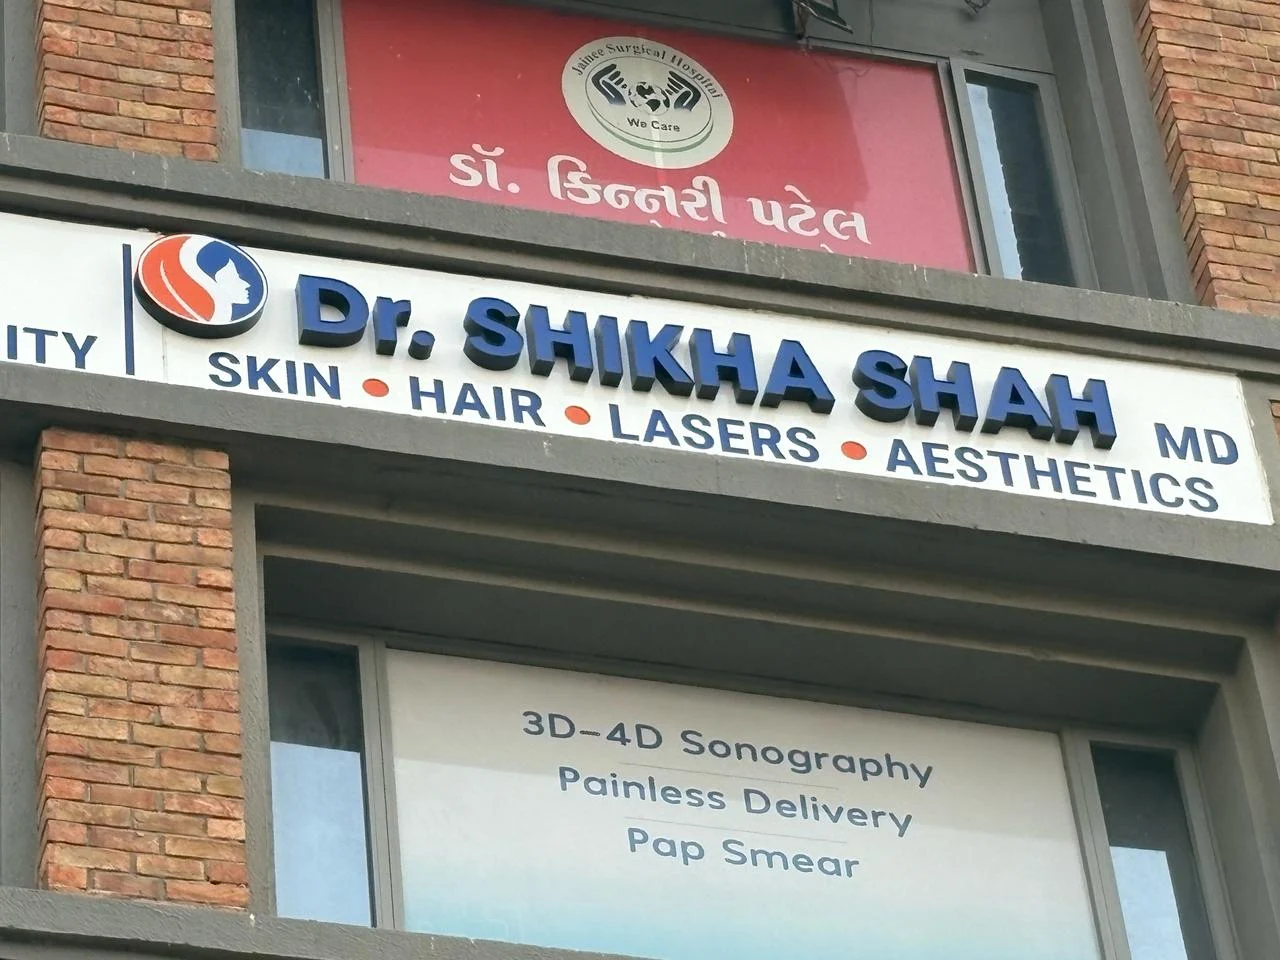 Jainee Surgical Hospital
We Care
ડૉ. કિન્નરી પટેલ
ITY
Dr. SHIKHA SHAH MD
SKIN • HAIR • LASERS • AESTHETICS
3D-4D Sonography
Painless Delivery
Pap Smear